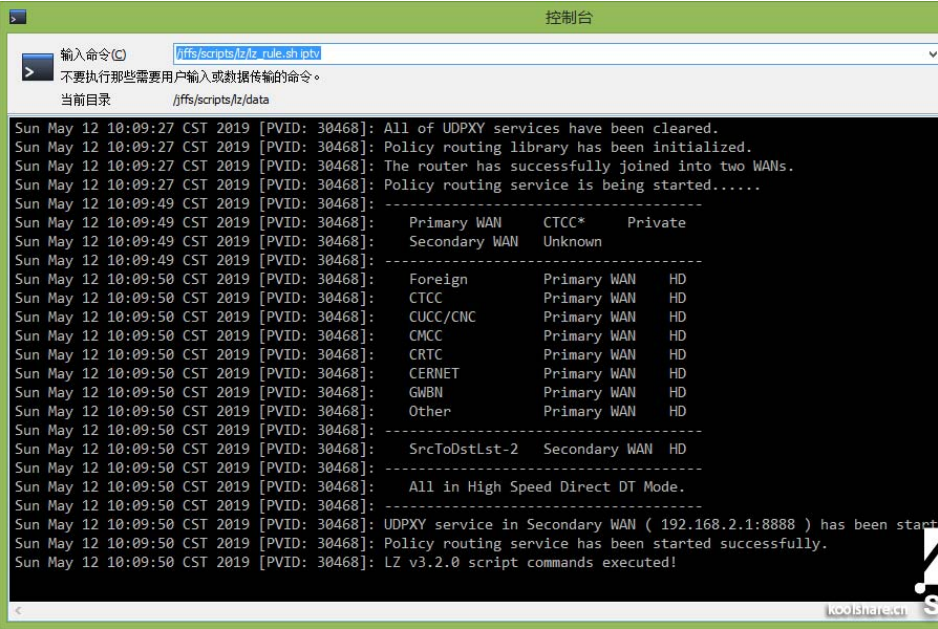 控制台
输入命令(C) /jffs/scripts/lz/lz_rule.sh iptv
不要执行那些需要用户输入或数据传输的命令。
当前目录 /jffs/scripts/lz/data
Sun May 12 10:09:27 CST 2019 [PVID: 30468]: All of UDPXY services have been cleared.
Sun May 12 10:09:27 CST 2019 [PVID: 30468]: Policy routing library has been initialized.
Sun May 12 10:09:27 CST 2019 [PVID: 30468]: The router has successfully joined into two WANs.
Sun May 12 10:09:27 CST 2019 [PVID: 30468]: Policy routing service is being started......
Sun May 12 10:09:49 CST 2019 [PVID: 30468]: ---------------------------------------
Sun May 12 10:09:49 CST 2019 [PVID: 30468]: Primary WAN CTCC* Private
Sun May 12 10:09:49 CST 2019 [PVID: 30468]: Secondary WAN Unknown
Sun May 12 10:09:49 CST 2019 [PVID: 30468]: ---------------------------------------
Sun May 12 10:09:50 CST 2019 [PVID: 30468]: Foreign Primary WAN HD
Sun May 12 10:09:50 CST 2019 [PVID: 30468]: CTCC Primary WAN HD
Sun May 12 10:09:50 CST 2019 [PVID: 30468]: CUCC/CNC Primary WAN HD
Sun May 12 10:09:50 CST 2019 [PVID: 30468]: CMCC Primary WAN HD
Sun May 12 10:09:50 CST 2019 [PVID: 30468]: CRTC Primary WAN HD
Sun May 12 10:09:50 CST 2019 [PVID: 30468]: CERNET Primary WAN HD
Sun May 12 10:09:50 CST 2019 [PVID: 30468]: GWBN Primary WAN HD
Sun May 12 10:09:50 CST 2019 [PVID: 30468]: Other Primary WAN HD
Sun May 12 10:09:50 CST 2019 [PVID: 30468]: ---------------------------------------
Sun May 12 10:09:50 CST 2019 [PVID: 30468]: SrcToDstLst-2 Secondary WAN HD
Sun May 12 10:09:50 CST 2019 [PVID: 30468]: ---------------------------------------
Sun May 12 10:09:50 CST 2019 [PVID: 30468]: All in High Speed Direct DT Mode.
Sun May 12 10:09:50 CST 2019 [PVID: 30468]: ---------------------------------------
Sun May 12 10:09:50 CST 2019 [PVID: 30468]: UDPXY service in Secondary WAN ( 192.168.2.1:8888 ) has been start
Sun May 12 10:09:50 CST 2019 [PVID: 30468]: Policy routing service has been started successfully.
Sun May 12 10:09:50 CST 2019 [PVID: 30468]: LZ v3.2.0 script commands executed!
koolshare.cn